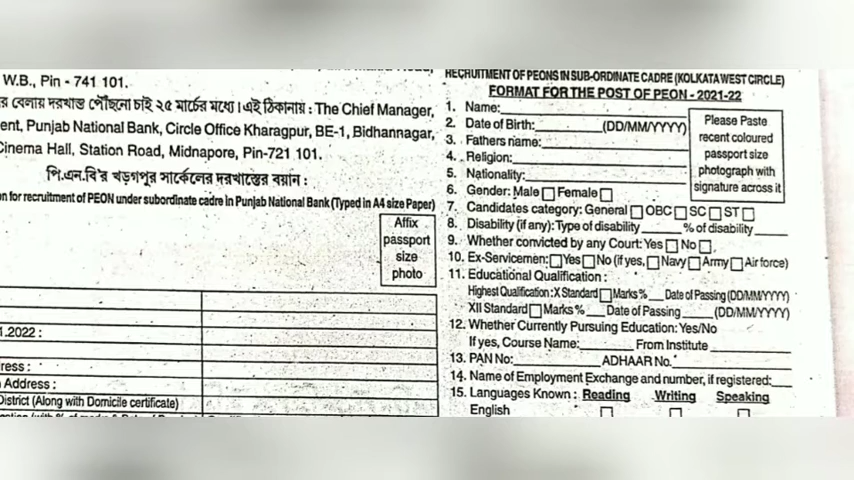 W.B., Pin - 741 101.
র বেলায় দরখাস্ত পৌঁছনো চাই ২৫ মার্চের মধ্যে। এই ঠিকানায় : The Chief Manager,
ent, Punjab National Bank, Circle Office Kharagpur, BE-1, Bidhannagar,
Cinema Hall, Station Road, Midnapore, Pin-721 101.
পি.এন.বি'র খড়গপুর সার্কেলের দরখাস্তের বয়ান :
on for recruitment of PEON under subordinate cadre in Punjab National Bank (Typed in A4 size Paper)
Affix
passport
size
photo
1.2022 :
ress :
Address :
District (Along with Domicile certificate)
RECRUITMENT OF PEONS IN SUB-ORDINATE CADRE (KOLKATA WEST CIRCLE)
FORMAT FOR THE POST OF PEON - 2021-22
1. Name:
2. Date of Birth: (DD/MM/YYYY)
3. Fathers name:
4. Religion:
5. Nationality:
Please Paste
recent coloured
passport size
photograph with
signature across it
6. Gender: Male Female
7. Candidates category: General OBC SC ST
8. Disability (if any): Type of disability % of disability
9. Whether convicted by any Court: Yes No
10. Ex-Servicemen: Yes No (if yes, Navy Army Air force)
11. Educational Qualification :
Highest Qualification : X Standard Marks % Date of Passing (DD/MM/YYYY)
XII Standard Marks % Date of Passing (DD/MM/YYYY)
12. Whether Currently Pursuing Education: Yes/No
If yes, Course Name: From Institute
13. PAN No: ADHAAR No.
14. Name of Employment Exchange and number, if registered:
15. Languages Known : Reading Writing Speaking
English